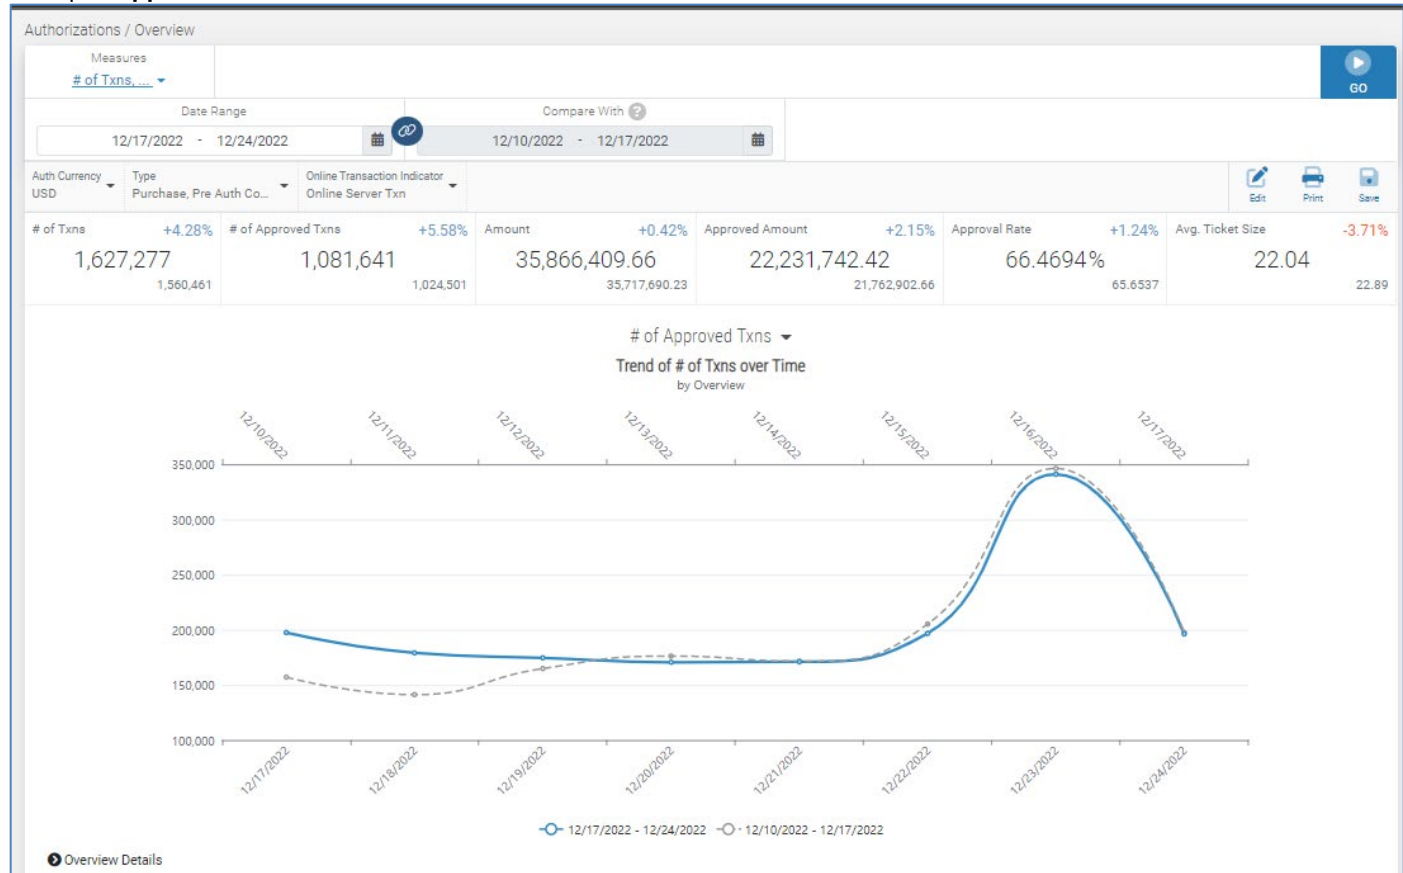 Authorizations / Overview
Measures
# of Txns, ...
GO
Date Range
Compare With ?
12/17/2022 - 12/24/2022
12/10/2022 - 12/17/2022
Auth Currency
USD
Type
Purchase, Pre Auth Co...
Online Transaction Indicator
Online Server Txn
Edit
Print
Save
# of Txns +4.28%
1,627,277
1,560,461
# of Approved Txns +5.58%
1,081,641
1,024,501
Amount +0.42%
35,866,409.66
35,717,690.23
Approved Amount +2.15%
22,231,742.42
21,762,902.66
Approval Rate +1.24%
66.4694%
65.6537
Avg. Ticket Size -3.71%
22.04
22.89
# of Approved Txns
Trend of # of Txns over Time
by Overview
12/10/2022
12/11/2022
12/12/2022
12/13/2022
12/14/2022
12/15/2022
12/16/2022
12/17/2022
350,000
300,000
250,000
200,000
150,000
100,000
12/17/2022
12/18/2022
12/19/2022
12/20/2022
12/21/2022
12/22/2022
12/23/2022
12/24/2022
12/17/2022 - 12/24/2022
12/10/2022 - 12/17/2022
Overview Details